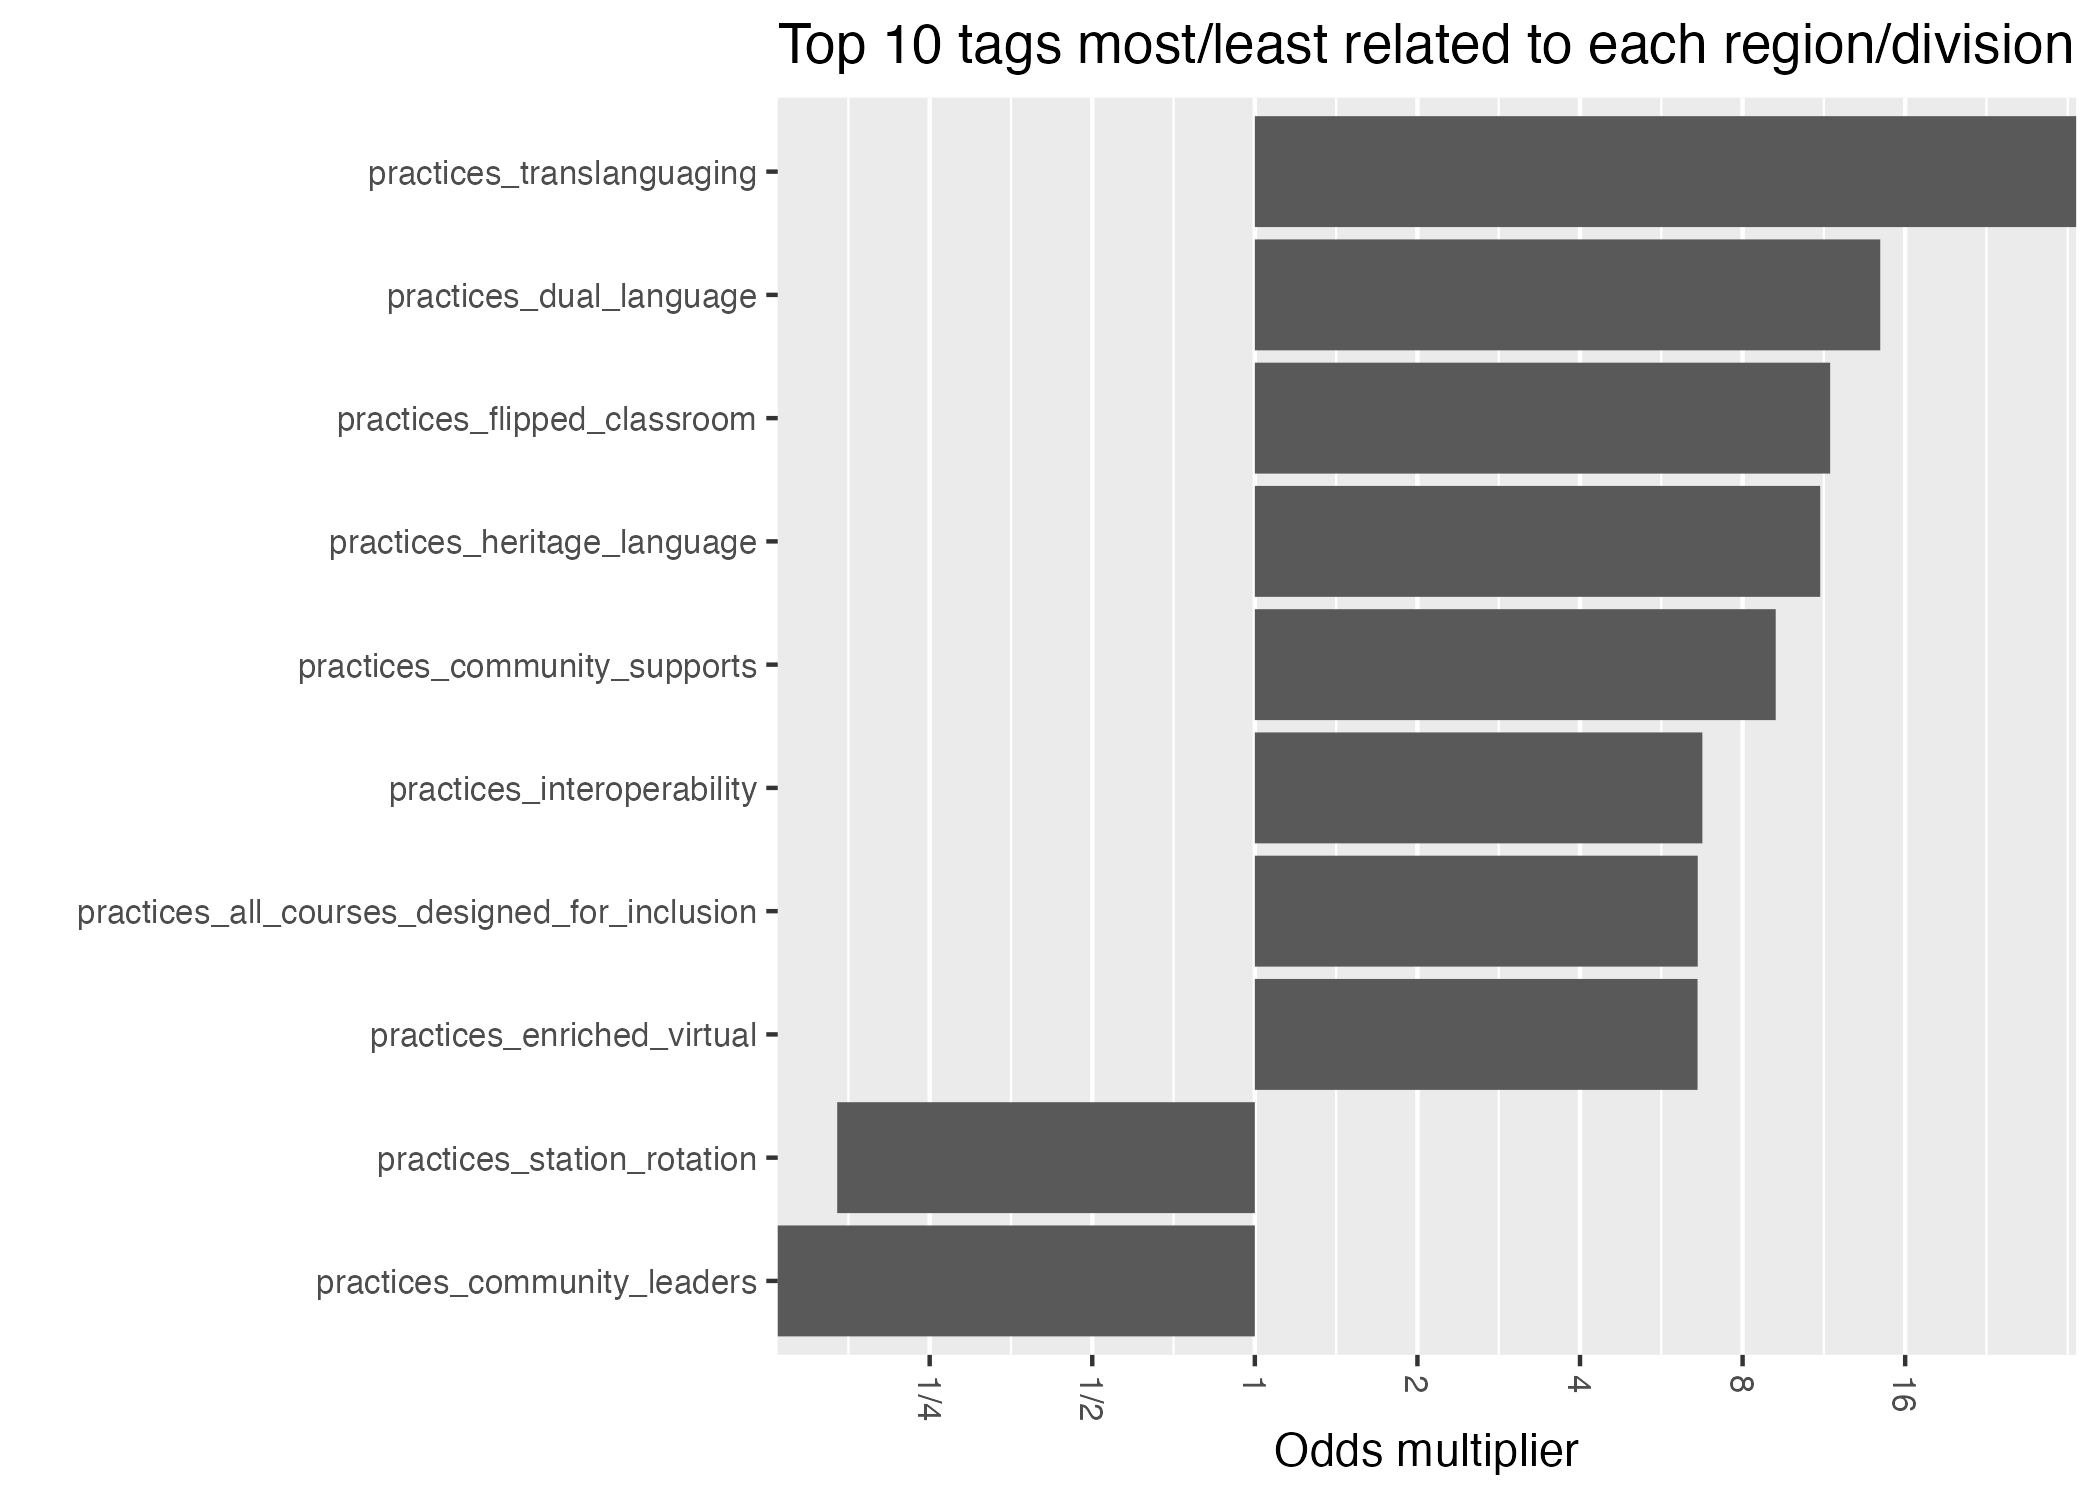 Top 10 tags most/least related to each region/division
practices_translanguaging
practices_dual_language
practices_flipped_classroom
practices_heritage_language
practices_community_supports
practices_interoperability
practices_all_courses_designed_for_inclusion
practices_enriched_virtual
practices_station_rotation
practices_community_leaders
1/4
1/2
1
2
4
8
16
Odds multiplier